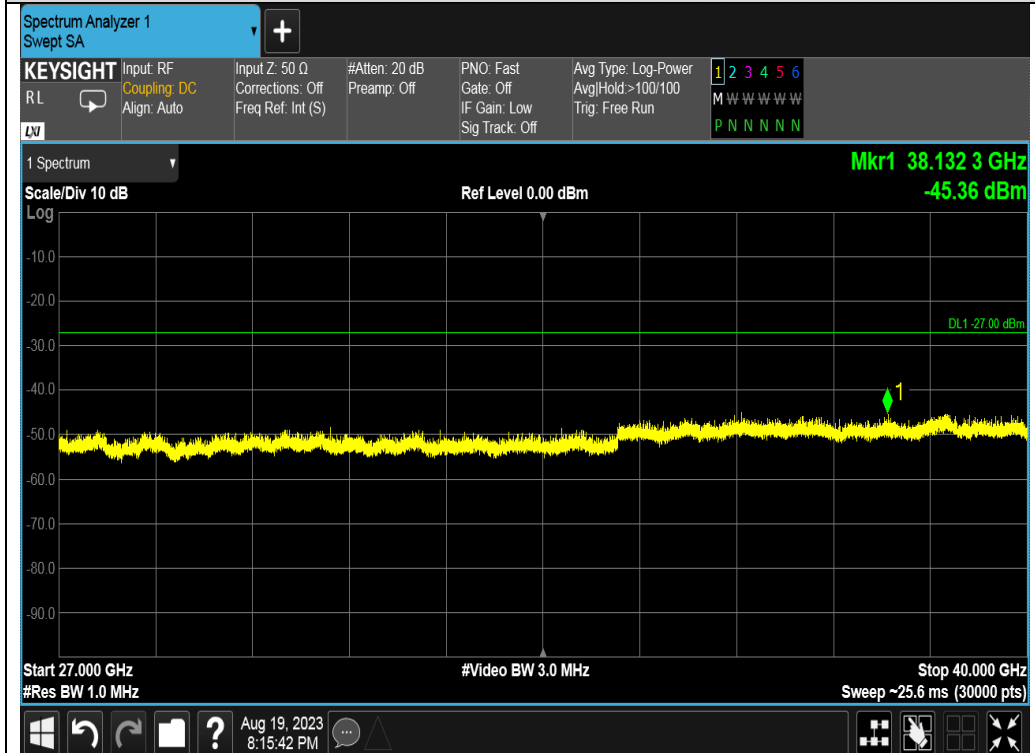 Spectrum Analyzer 1
Swept SA
+
KEYSIGHT
R L
LXI
Input: RF
Coupling: DC
Align: Auto
Input Z: 50 Ω
Corrections: Off
Freq Ref: Int (S)
#Atten: 20 dB
Preamp: Off
PNO: Fast
Gate: Off
IF Gain: Low
Sig Track: Off
Avg Type: Log-Power
Avg|Hold:>100/100
Trig: Free Run
1 2 3 4 5 6
M W W W W W
P N N N N N
1 Spectrum
Mkr1 38.132 3 GHz
Scale/Div 10 dB
Ref Level 0.00 dBm
-45.36 dBm
Log
-10.0
-20.0
DL1 -27.00 dBm
-30.0
-40.0
1
-50.0
-60.0
-70.0
-80.0
-90.0
Start 27.000 GHz
#Video BW 3.0 MHz
Stop 40.000 GHz
#Res BW 1.0 MHz
Sweep ~25.6 ms (30000 pts)
?
Aug 19, 2023
8:15:42 PM